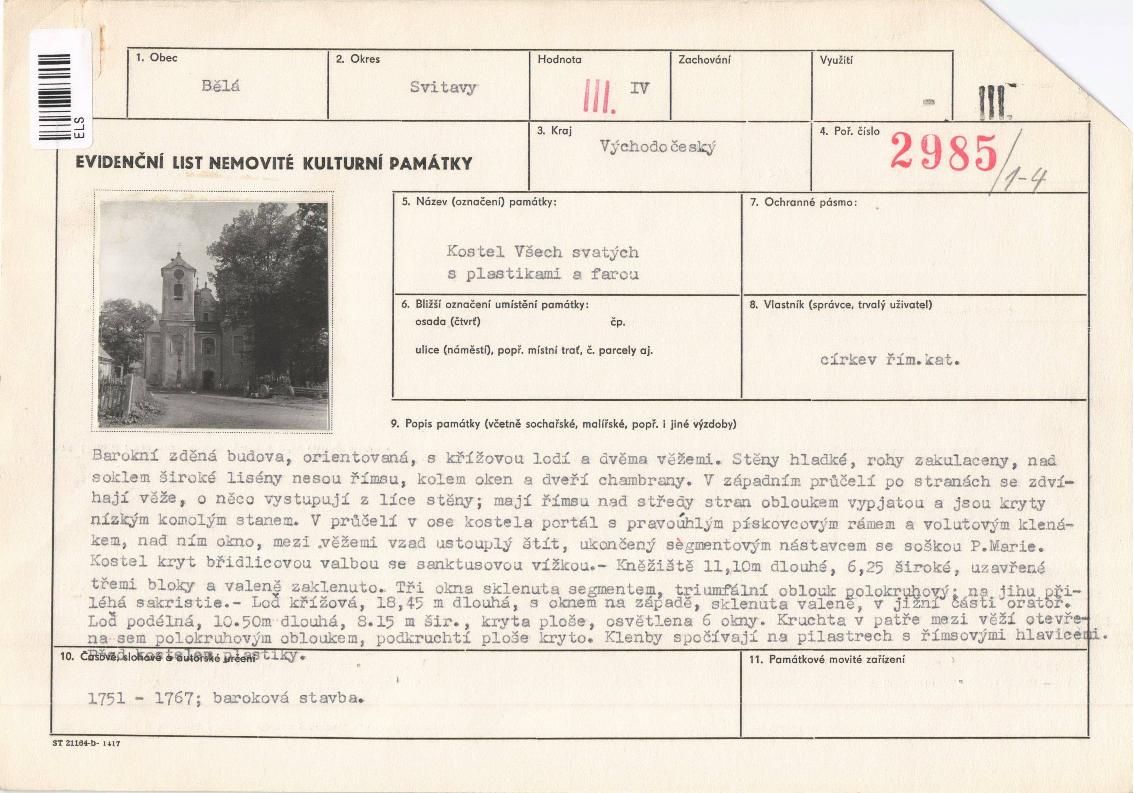 ELS
1. Obec
Bělá
2. Okres
Svitavy
Hodnota
III. IV
Zachování
Využití
III.
EVIDENČNÍ LIST NEMOVITÉ KULTURNÍ PAMÁTKY
3. Kraj
Východočeský
4. Poř. číslo
2985/1-4
5. Název (označení) památky:
Kostel Všech svatých
s plastikami a farou
7. Ochranné pásmo:
6. Bližší označení umístění památky:
osada (čtvrť) čp.
ulice (náměstí), popř. místní trať, č. parcely aj.
8. Vlastník (správce, trvalý uživatel)
církev řím.kat.
9. Popis památky (včetně sochařské, malířské, popř. i jiné výzdoby)
Barokní zděná budova, orientovaná, s křížovou lodí a dvěma věžemi. Stěny hladké, rohy zakulaceny, nad
soklem široké lisény nesou římsu, kolem oken a dveří chambrany. V západním průčelí po stranách se zdví-
hají věže, o něco vystupují z líce stěny; mají římsu nad středy stran obloukem vypjatou a jsou kryty
nízkým komolým stanem. V průčelí v ose kostela portál s pravoúhlým pískovcovým rámem a volutovým klená-
kem, nad ním okno, mezi věžemi vzad ustouplý štít, ukončený segmentovým nástavcem se soškou P.Marie.
Kostel kryt břidlicovou valbou se sanktusovou vížkou.- Kněžiště 11,10m dlouhé, 6,25 široké, uzavřené
třemi bloky a valeně zaklenuto. Tři okna sklenuta segmentem, triumfální oblouk polokruhový; na jihu při-
léhá sakristie.- Loď křížová, 18,45 m dlouhá, s oknem na západě, sklenuta valeně, v jižní části oratoř.
Loď podélná, 10.50m dlouhá, 8.15 m šir., kryta ploše, osvětlena 6 okny. Kruchta v patře mezi věží otevře-
na sem polokruhovým obloukem, podkruchtí ploše kryto. Klenby spočívají na pilastrech s římsovými hlavicemi.
Před kostelem plastiky.
10. Časové, slohové a autorské určení
1751 - 1767; baroková stavba.
11. Památkové movité zařízení
ST 21164-b- 1417